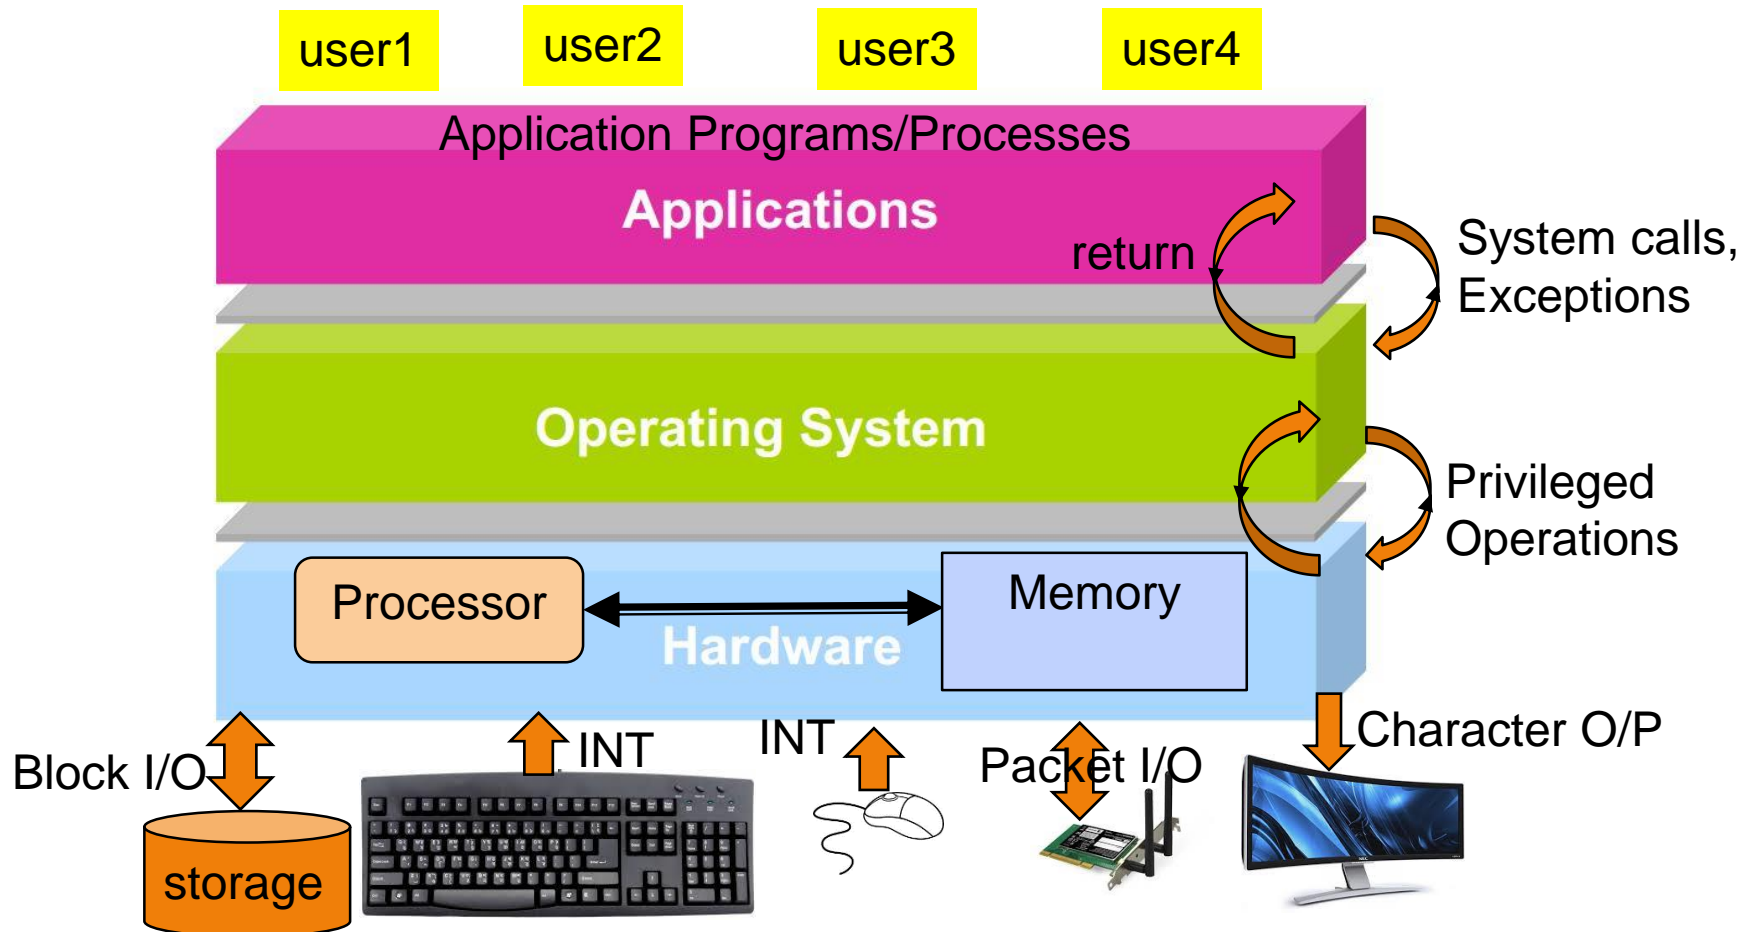 user1
user2
user3
user4
Application Programs/Processes
Applications
return
System calls,
Exceptions
Operating System
Privileged
Operations
Processor
Memory
Hardware
Block I/O
INT
INT
Packet I/O
Character O/P
storage